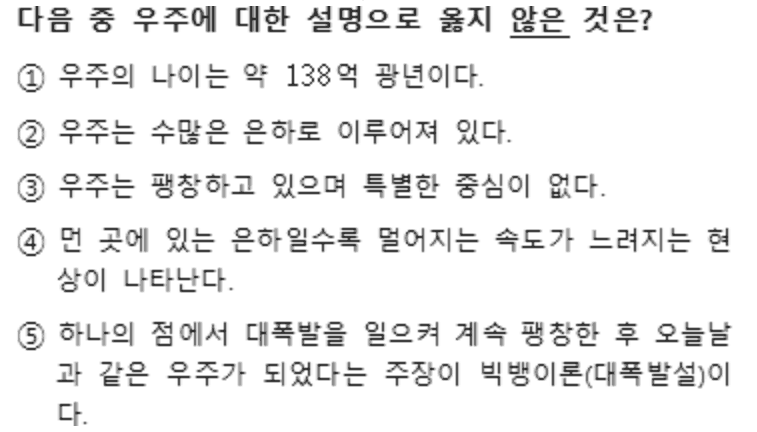 다음 중 우주에 대한 설명으로 옳지 않은 것은?
① 우주의 나이는 약 138억 광년이다.
② 우주는 수많은 은하로 이루어져 있다.
③ 우주는 팽창하고 있으며 특별한 중심이 없다.
④ 먼 곳에 있는 은하일수록 멀어지는 속도가 느려지는 현
상이 나타난다.
⑤ 하나의 점에서 대폭발을 일으켜 계속 팽창한 후 오늘날
과 같은 우주가 되었다는 주장이 빅뱅이론(대폭발설)이
다.